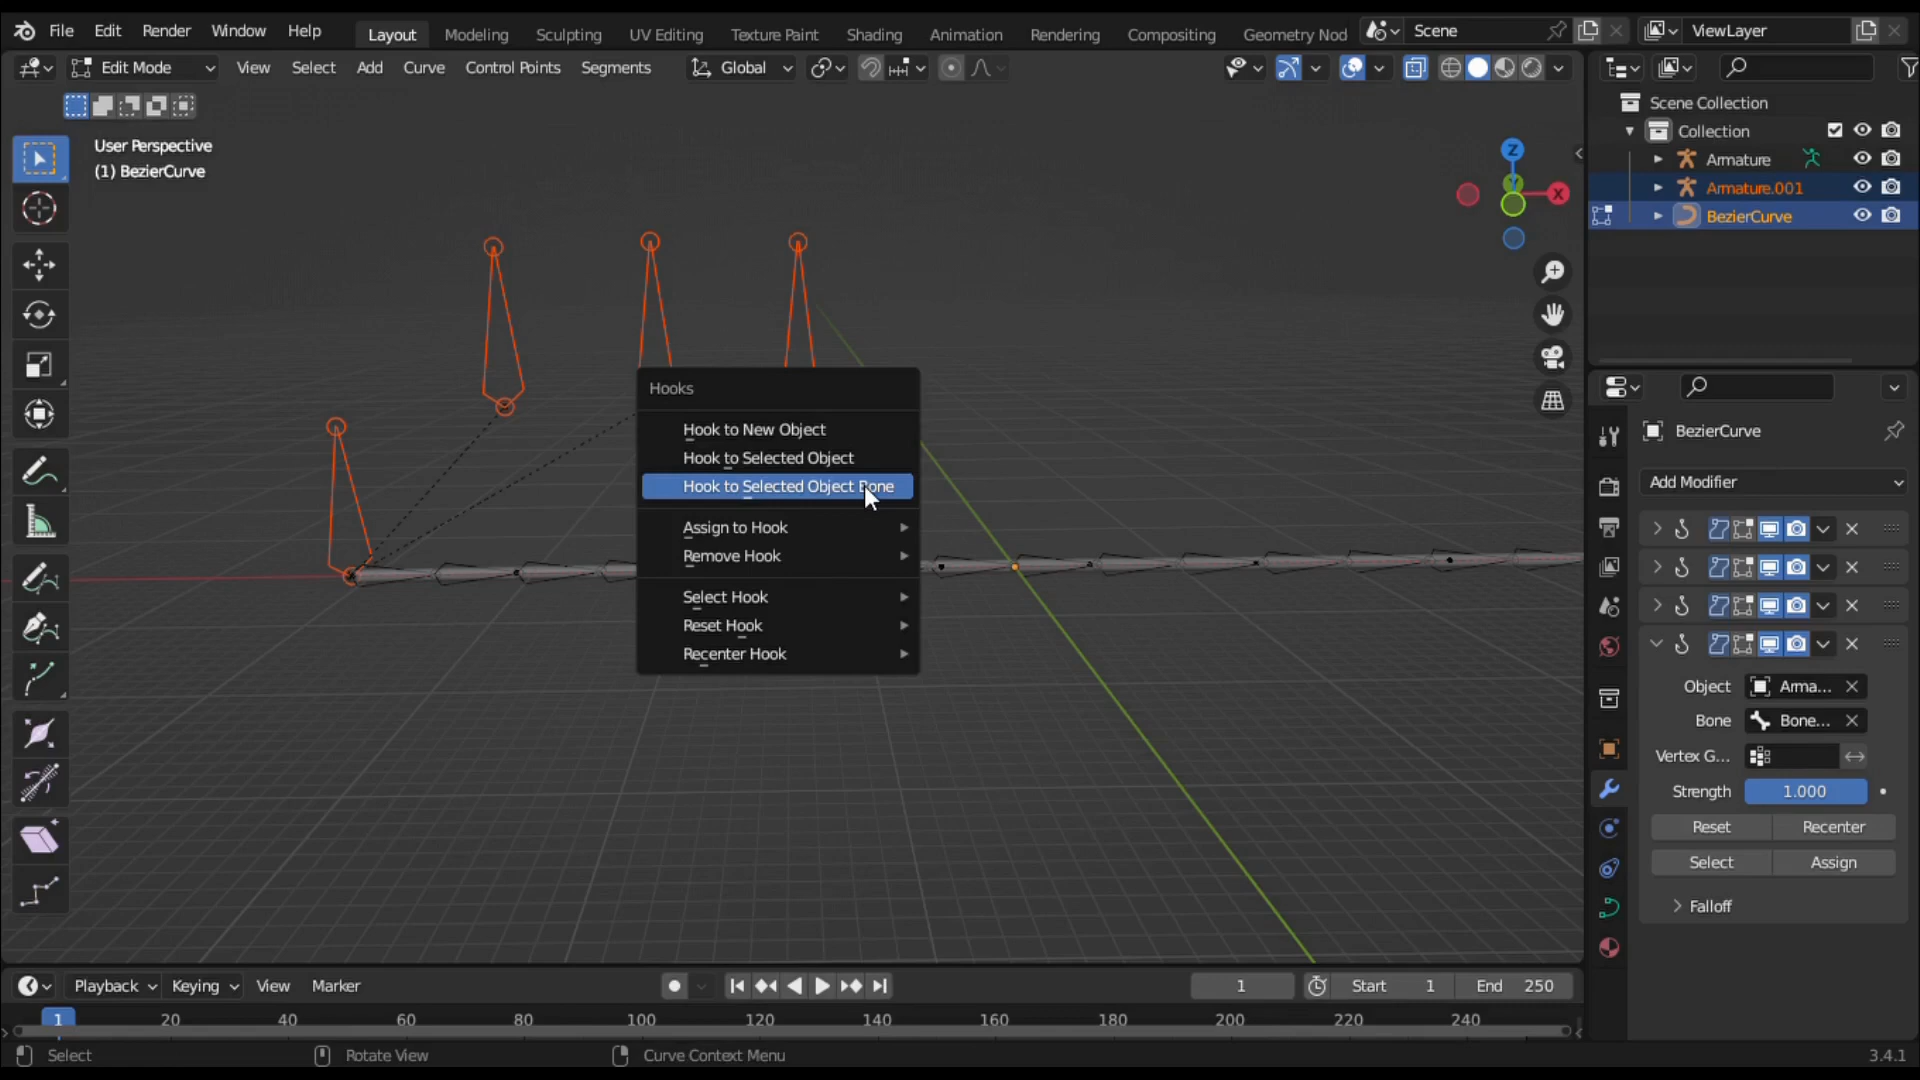 File Edit Render Window Help Layout Modeling Sculpting UV Editing Texture Paint Shading Animation Rendering Compositing Geometry Nod Scene ViewLayer
Edit Mode View Select Add Curve Control Points Segments Global
User Perspective
(1) BezierCurve
Z
X
Scene Collection
Collection
Armature
Armature.001
BezierCurve
Hooks
Hook to New Object
Hook to Selected Object
Hook to Selected Object Bone
Assign to Hook
Remove Hook
Select Hook
Reset Hook
Recenter Hook
BezierCurve
Add Modifier
Object Arma...
Bone Bone...
Vertex G...
Strength 1.000
Reset Recenter
Select Assign
Falloff
Playback Keying View Marker 1 Start 1 End 250
1 20 40 60 80 100 120 140 160 180 200 220 240
Select Rotate View Curve Context Menu 3.4.1